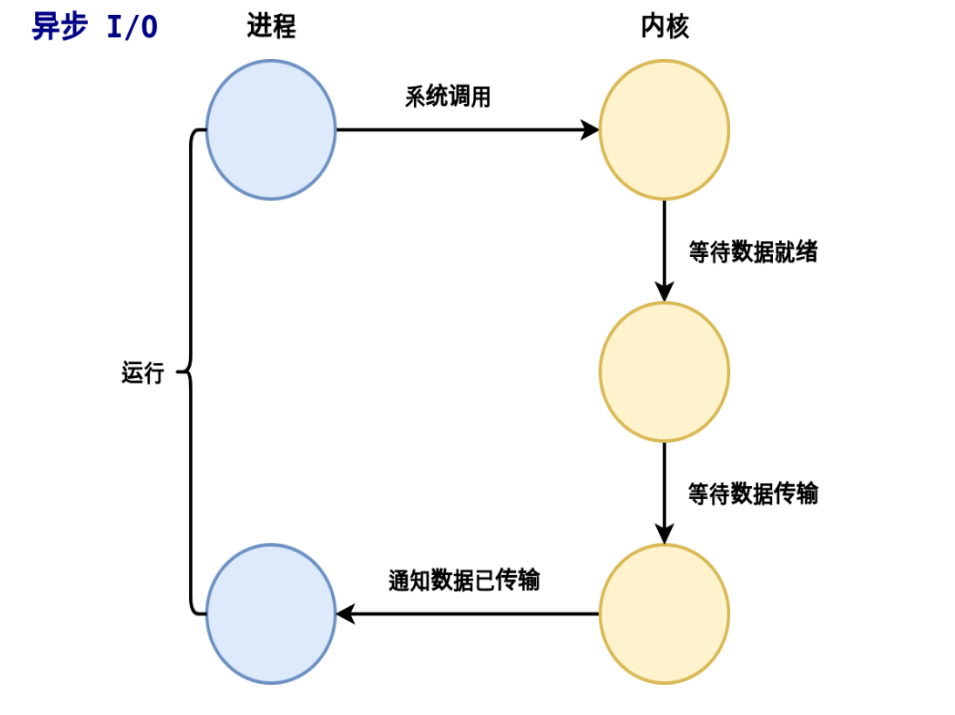 异步 I/O
进程
内核
系统调用
等待数据就绪
运行
等待数据传输
通知数据已传输